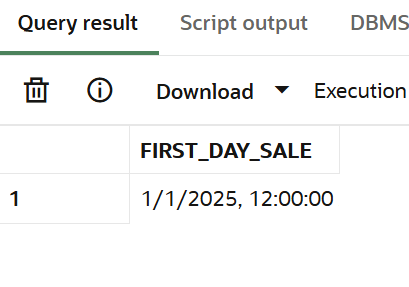 Query result Script output DBMS
Download Execution
FIRST_DAY_SALE
1 1/1/2025, 12:00:00